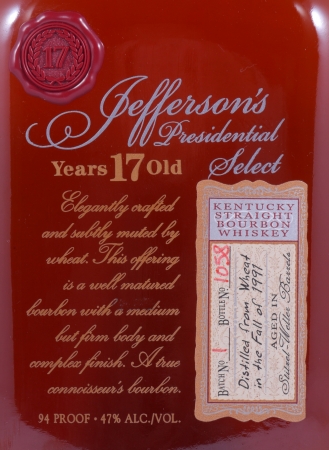 17
Jefferson's
Presidential
Select
Years 17 Old
Elegantly crafted
and subtly muted by
wheat. This offering
is a well matured
bourbon with a medium
but firm body and
complex finish. A true
connoisseur's bourbon.
94 PROOF • 47% ALC./VOL.
KENTUCKY
STRAIGHT
BOURBON
WHISKEY
BATCH No. 1 BOTTLE No. 1058
Distilled from Wheat
in the Fall of 1991
AGED IN
Stitzel Weller Barrels